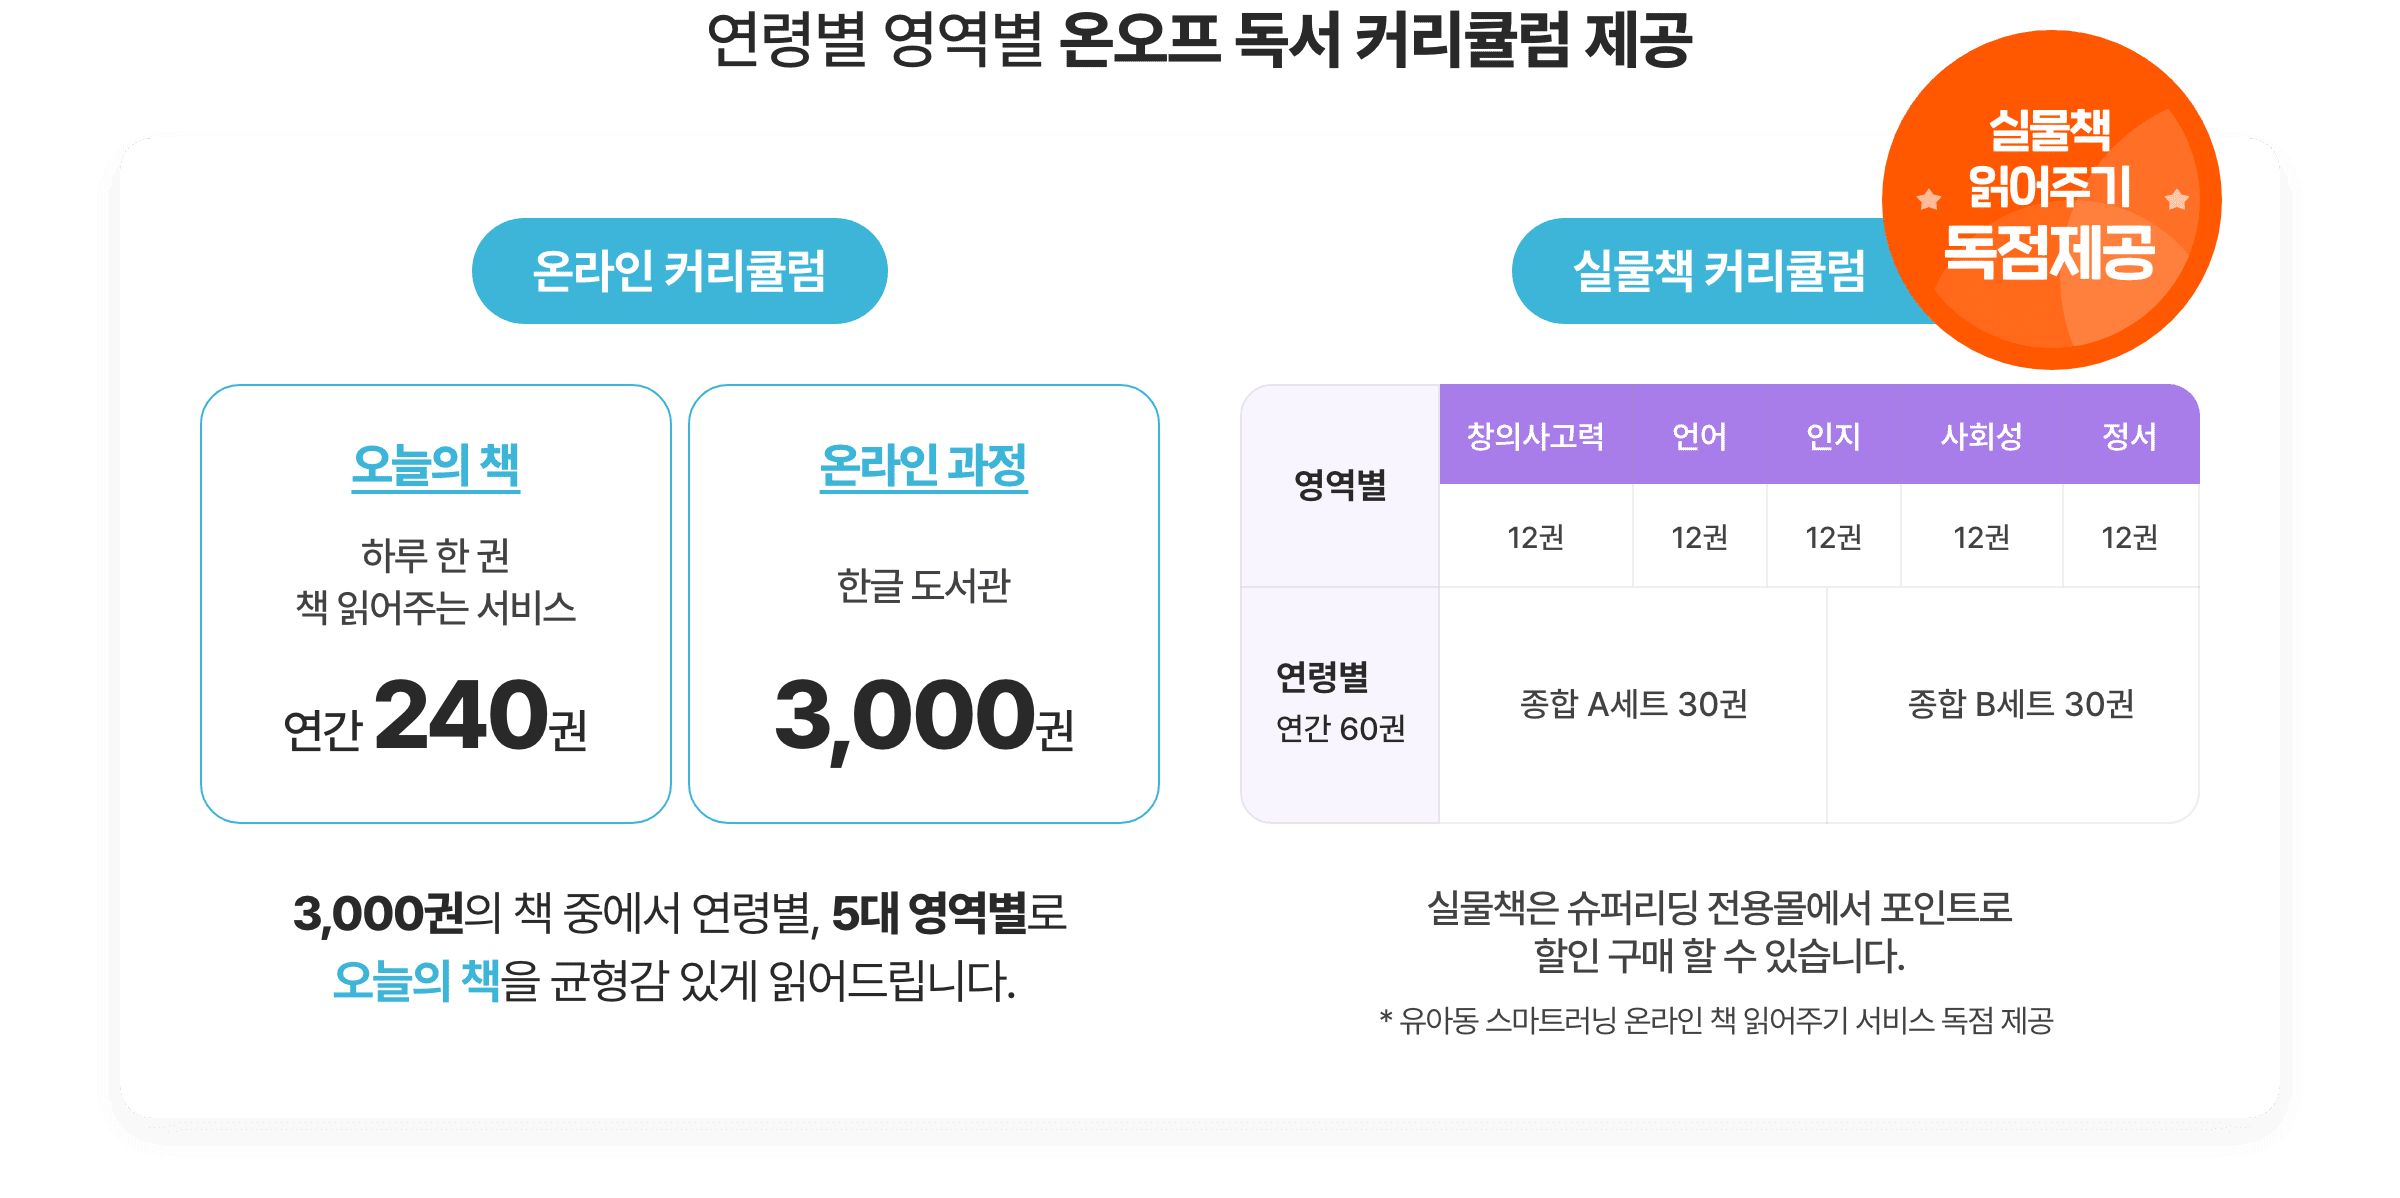 연령별 영역별 온오프 독서 커리큘럼 제공
온라인 커리큘럼
오늘의 책
하루 한 권
책 읽어주는 서비스
연간 240권
온라인 과정
한글 도서관
3,000권
3,000권의 책 중에서 연령별, 5대 영역별로
오늘의 책을 균형감 있게 읽어드립니다.
실물책 커리큘럼
실물책
읽어주기
독점제공
영역별
창의사고력 언어 인지 사회성 정서
12권 12권 12권 12권 12권
연령별
연간 60권
종합 A세트 30권 종합 B세트 30권
실물책은 슈퍼리딩 전용몰에서 포인트로
할인 구매 할 수 있습니다.
* 유아동 스마트러닝 온라인 책 읽어주기 서비스 독점 제공